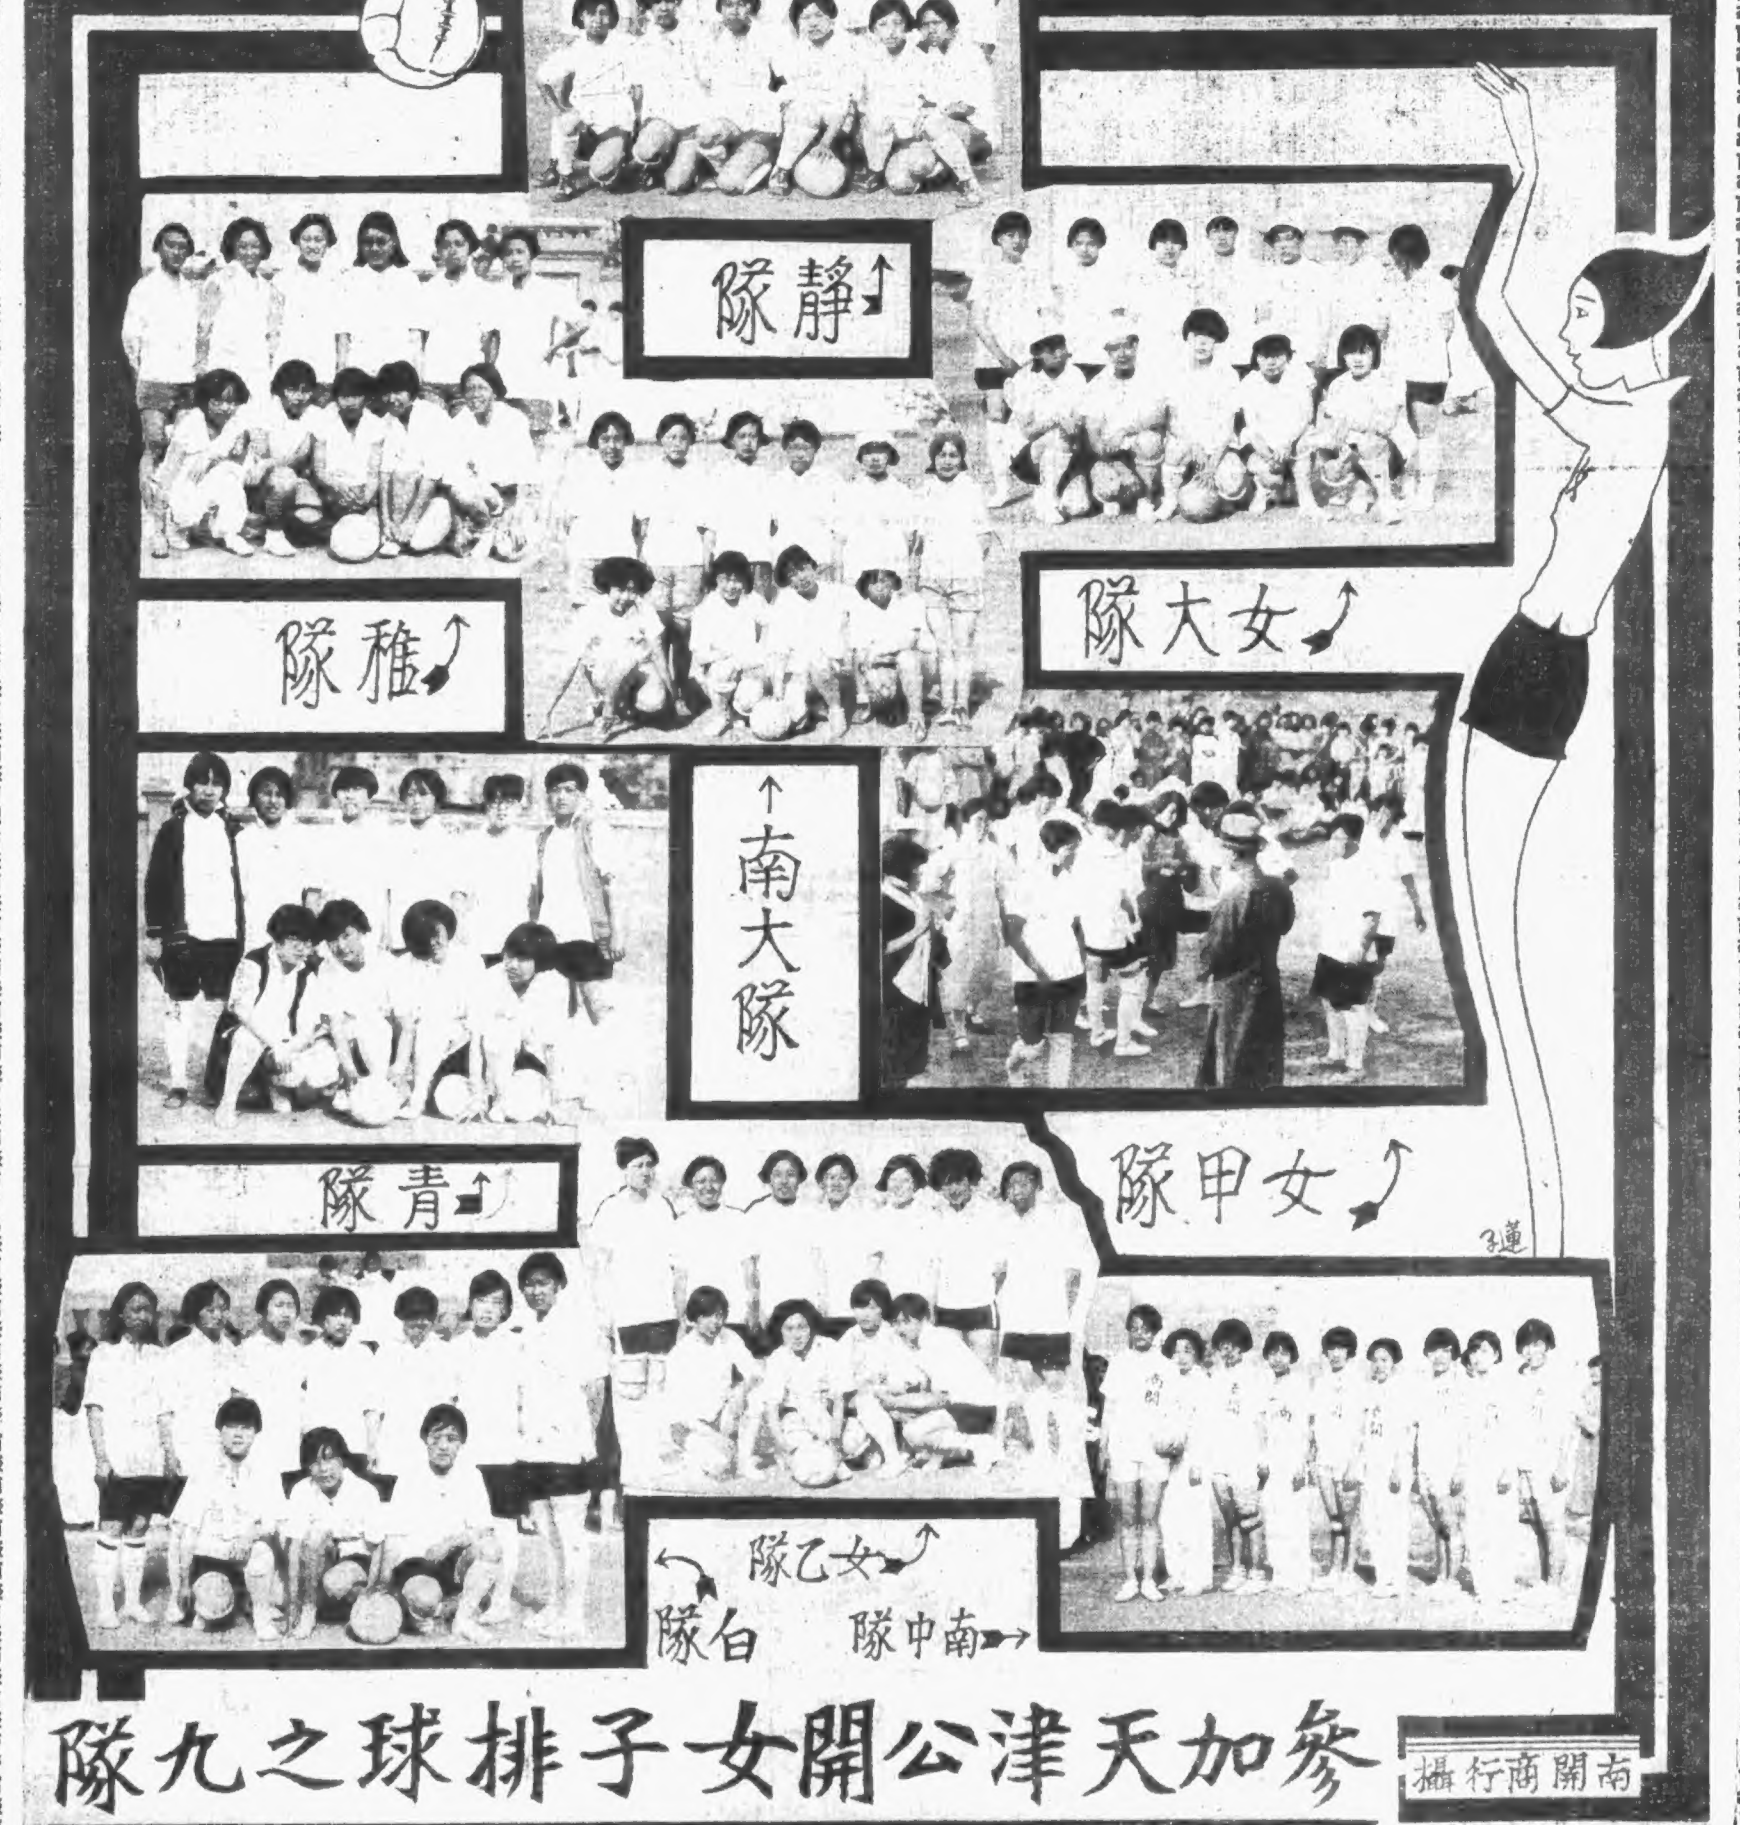 靜隊
女大隊
稚隊
南大隊
青隊
女甲隊
蓮子
女乙隊
白隊
南中隊
參加天津公開女子排球之九隊
南開商行攝